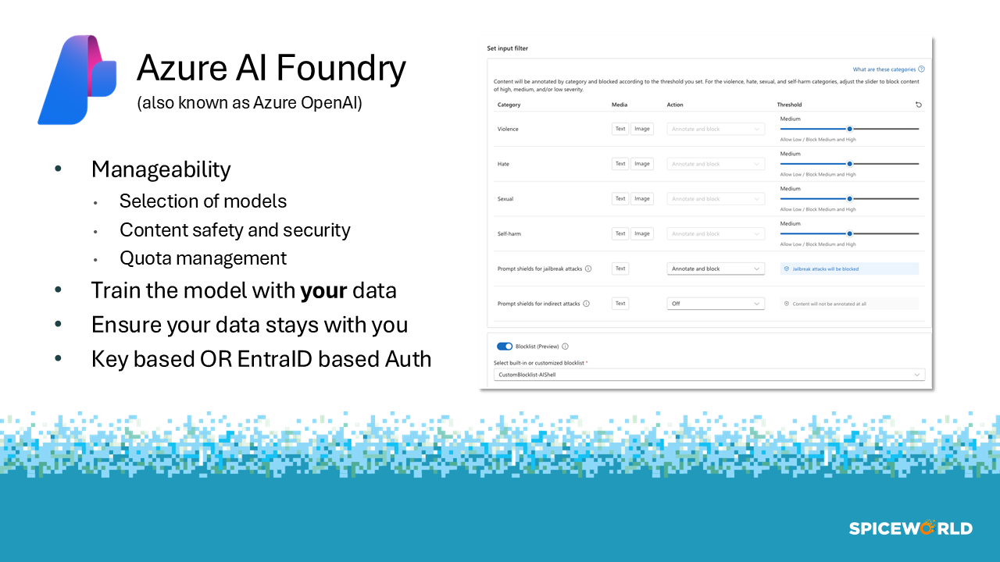 Azure AI Foundry
(also known as Azure OpenAI)
• Manageability
• Selection of models
• Content safety and security
• Quota management
• Train the model with your data
• Ensure your data stays with you
• Key based OR EntraID based Auth
Set input filter
What are these categories
Content will be annotated by category and blocked according to the threshold you set. For the violence, hate, sexual, and self-harm categories, adjust the slider to block content
of high, medium, and/or low severity.
Category Media Action Threshold
Medium
Violence Text Image Annotate and block
Allow Low / Block Medium and High
Medium
Hate Text Image Annotate and block
Allow Low / Block Medium and High
Medium
Sexual Text Image Annotate and block
Allow Low / Block Medium and High
Medium
Self-harm Text Image Annotate and block
Allow Low / Block Medium and High
Prompt shields for jailbreak attacks Text Annotate and block Jailbreak attacks will be blocked
Prompt shields for indirect attacks Text Off Content will not be annotated at all
Blocklist (Preview)
Select built-in or customized blocklist *
CustomBlocklist-AIShell
SPICEWORLD